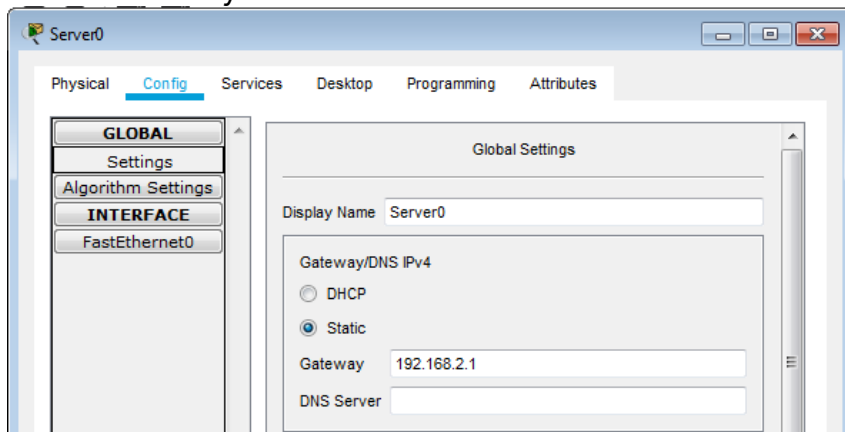 Server0
Physical Config Services Desktop Programming Attributes
GLOBAL
Settings
Algorithm Settings
INTERFACE
FastEthernet0
Global Settings
Display Name Server0
Gateway/DNS IPv4
DHCP
Static
Gateway 192.168.2.1
DNS Server